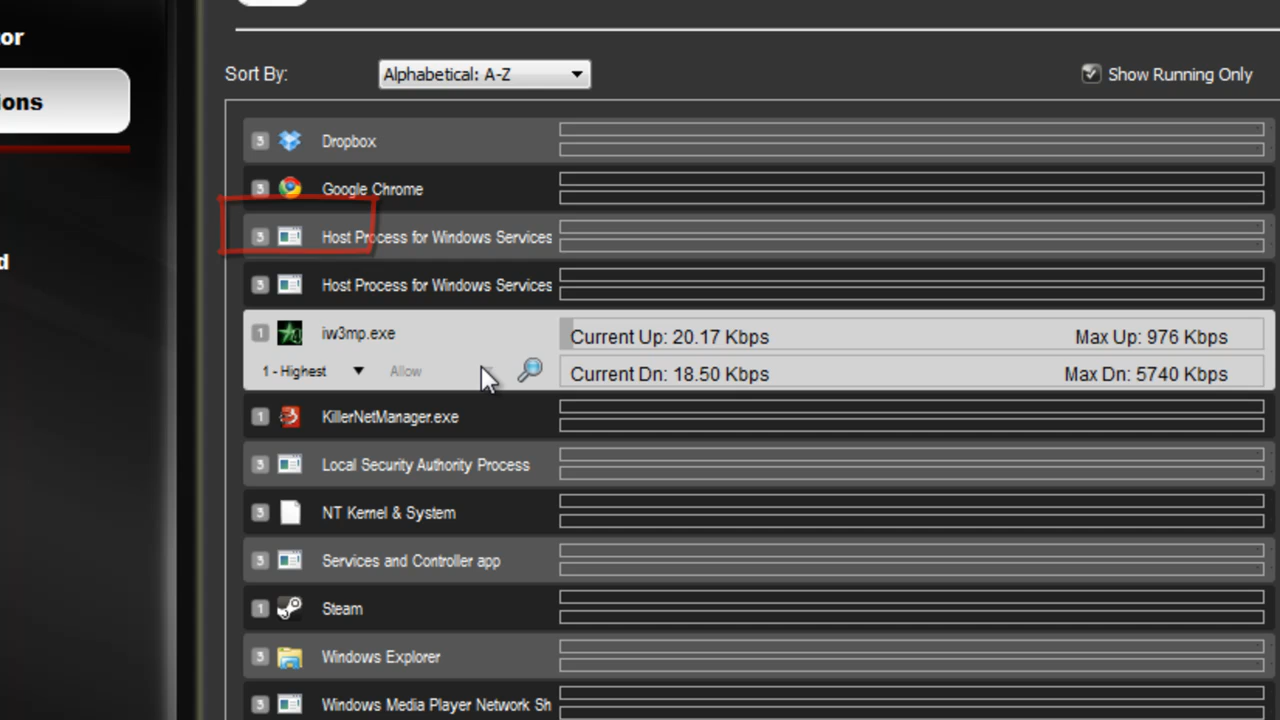 or
Sort By: Alphabetical: A-Z Show Running Only
ions
3 Dropbox
3 Google Chrome
3 Host Process for Windows Services
3 Host Process for Windows Services
d
1 iw3mp.exe Current Up: 20.17 Kbps Max Up: 976 Kbps
1 - Highest Allow Current Dn: 18.50 Kbps Max Dn: 5740 Kbps
1 KillerNetManager.exe
3 Local Security Authority Process
3 NT Kernel & System
3 Services and Controller app
1 Steam
3 Windows Explorer
3 Windows Media Player Network Sh